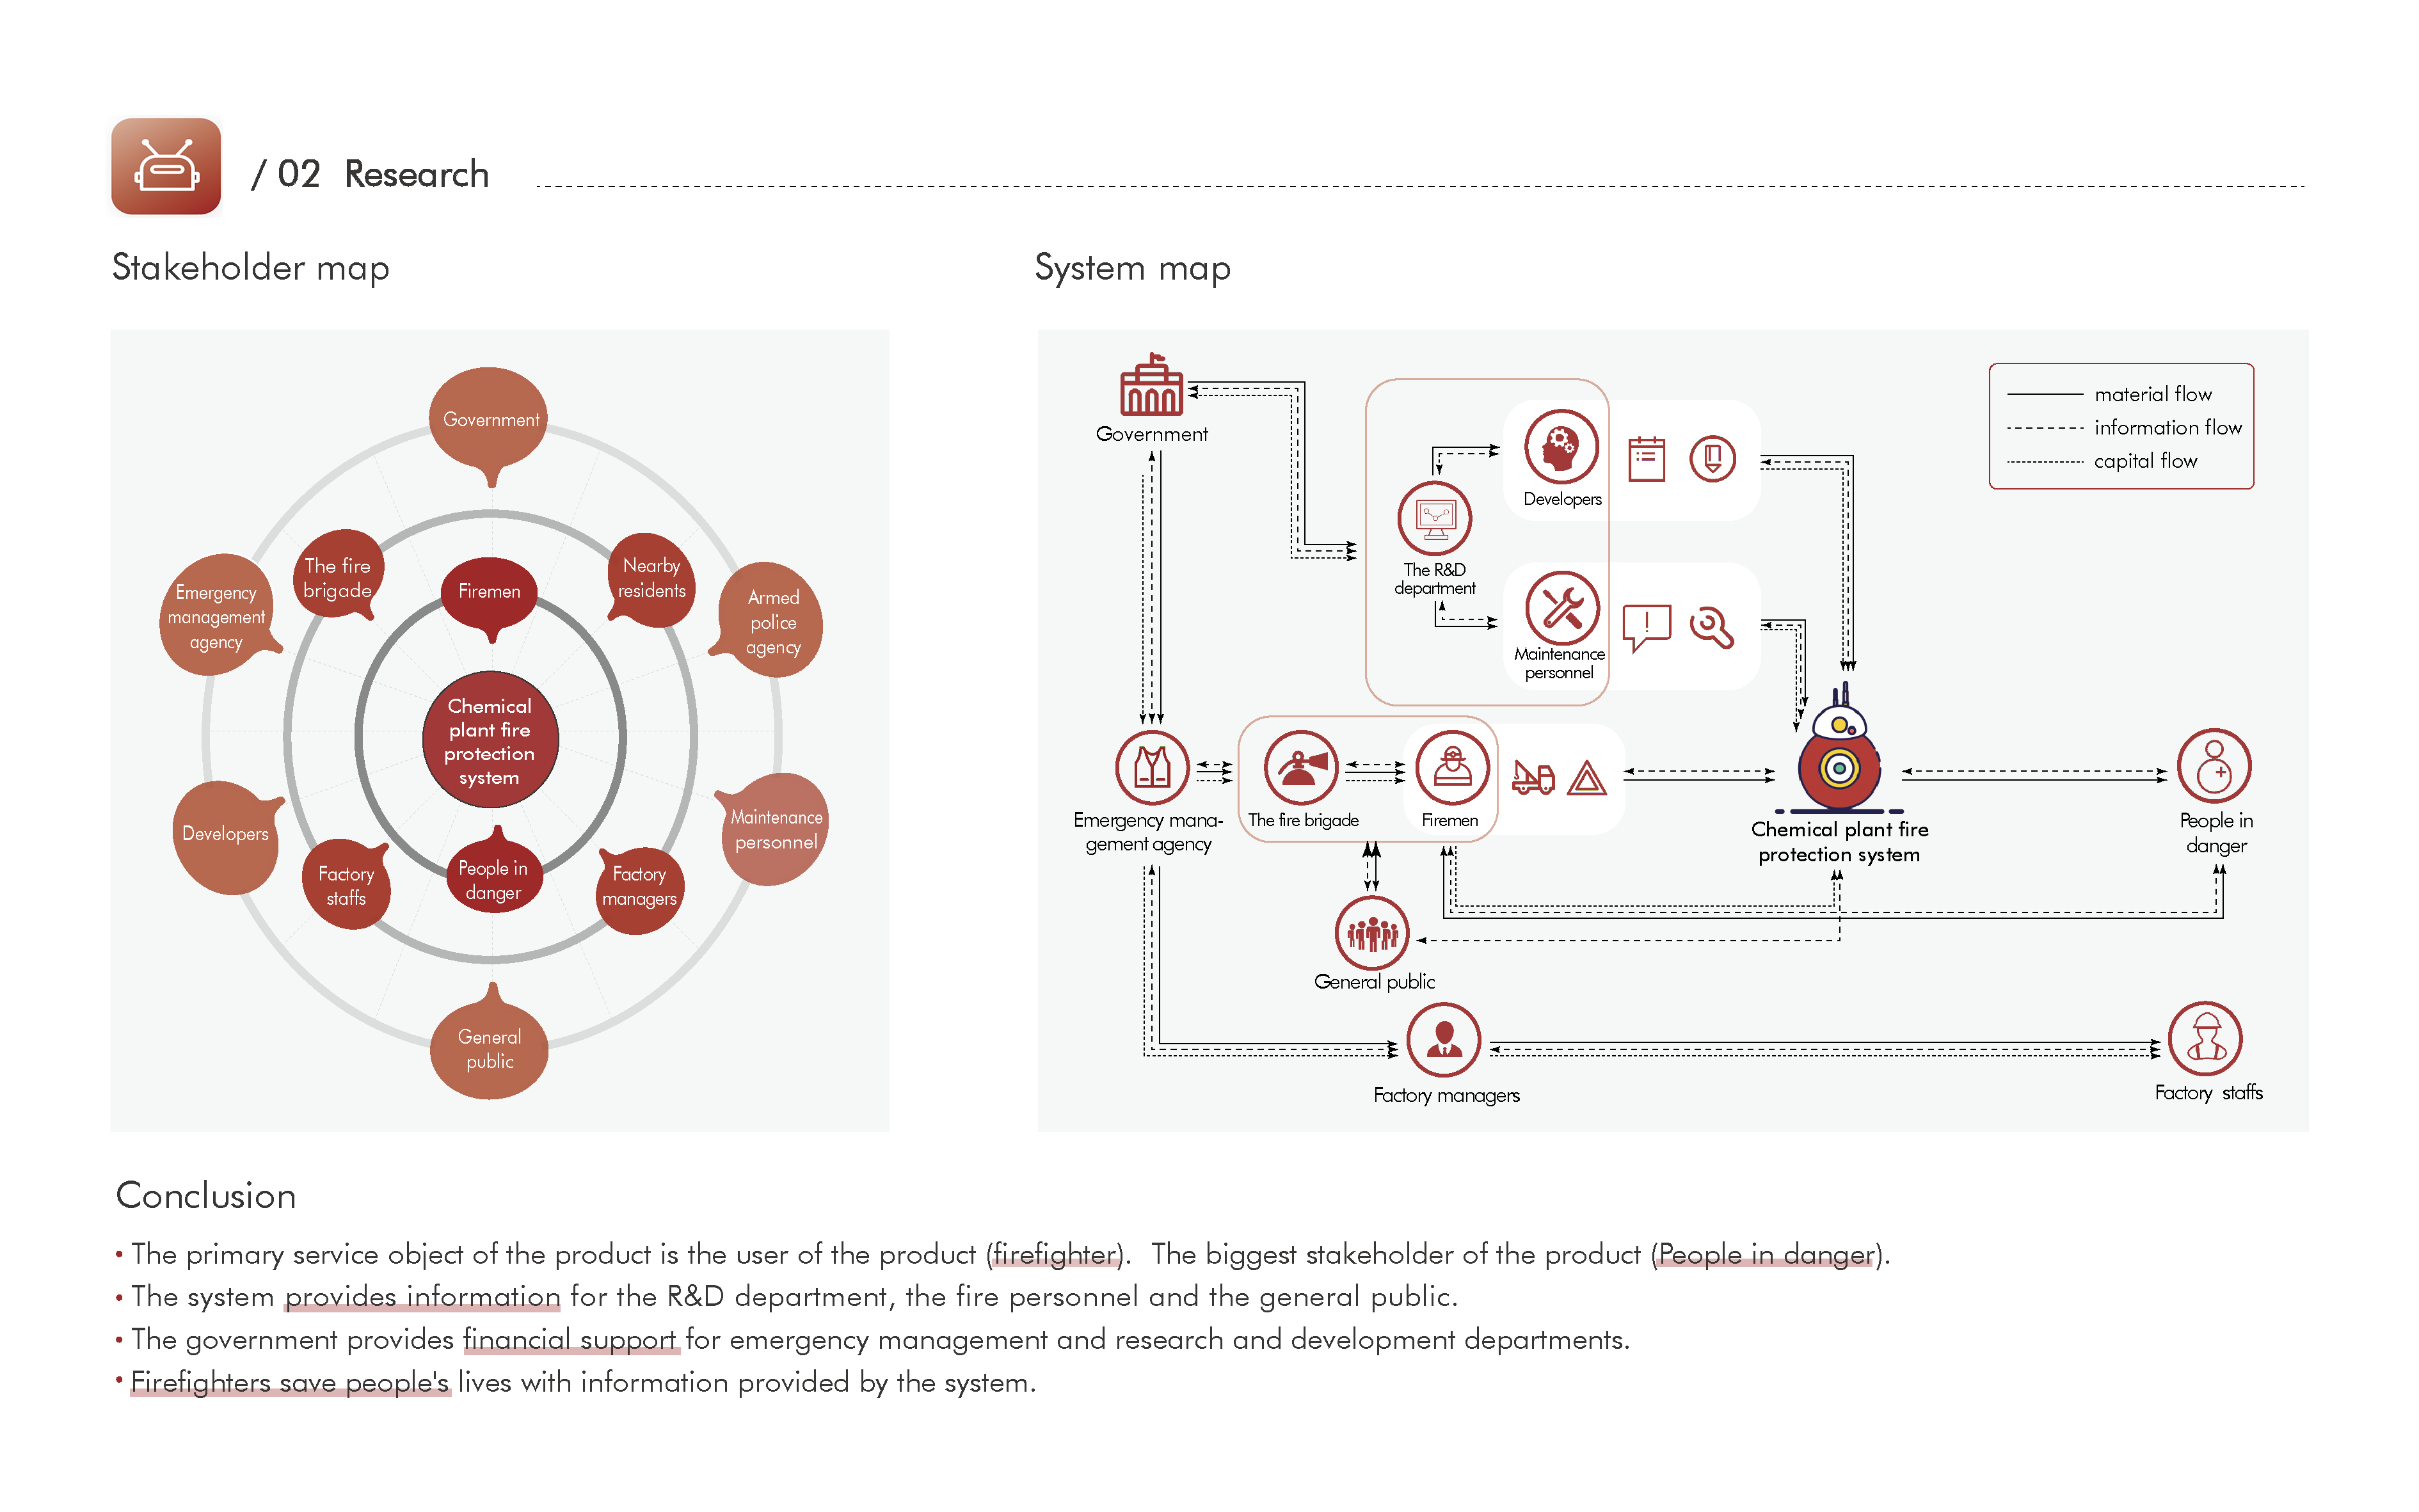 / 02 Research
Stakeholder map
System map
Government
The fire
brigade
Firemen
Nearby
residents
Emergency
management
agency
Armed
police
agency
Chemical
plant fire
protection
system
Developers
Maintenance
personnel
Factory
staffs
People in
danger
Factory
managers
General
public
Government
material flow
information flow
capital flow
Developers
The R&D
department
Maintenance
personnel
Emergency mana-
gement agency
The fire brigade
Firemen
Chemical plant fire
protection system
People in
danger
General public
Factory managers
Factory staffs
Conclusion
• The primary service object of the product is the user of the product (firefighter). The biggest stakeholder of the product (People in danger).
• The system provides information for the R&D department, the fire personnel and the general public.
• The government provides financial support for emergency management and research and development departments.
• Firefighters save people's lives with information provided by the system.